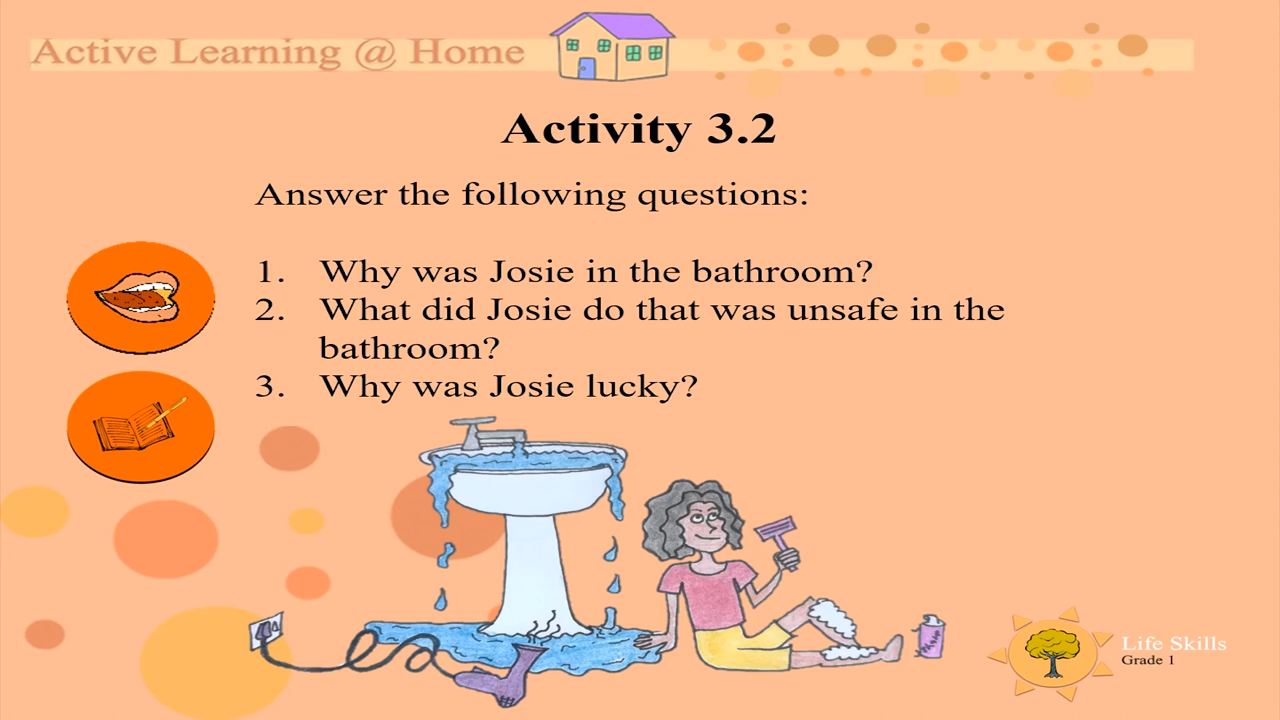 Active Learning @ Home
Activity 3.2
Answer the following questions:
1. Why was Josie in the bathroom?
2. What did Josie do that was unsafe in the
bathroom?
3. Why was Josie lucky?
Life Skills
Grade 1